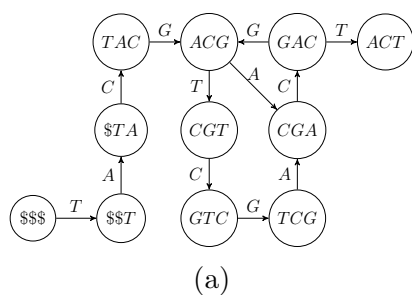 G G T
TAC ACG GAC ACT
C T A C
$TA CGT CGA
A C A
T G
$$$ $$T GTC TCG
(a)